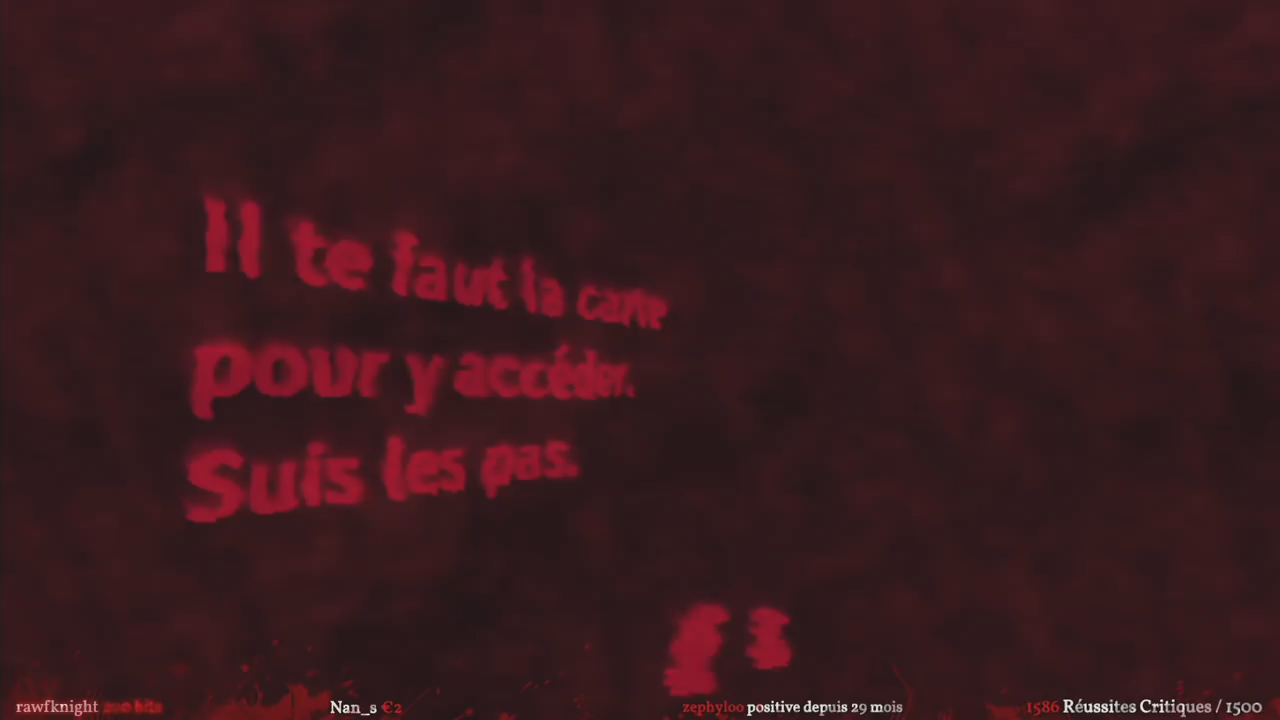 Il te faut la carte
pour y accéder.
Suis les pas.
rawfknight
Nan_s €2
zephyloo positive depuis 29 mois
1586 Réussites Critiques / 1500